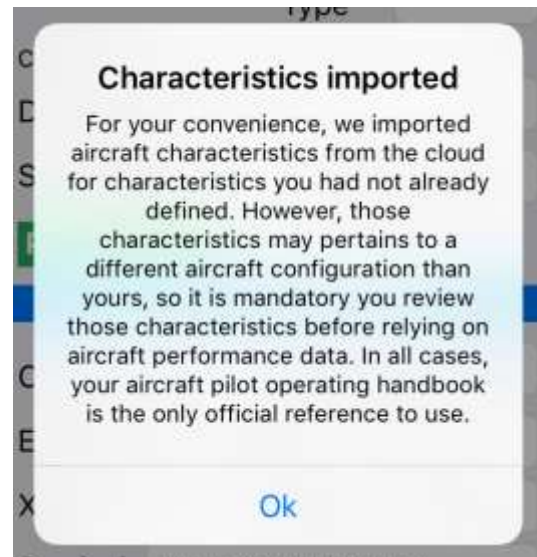 Type
Characteristics imported
For your convenience, we imported
aircraft characteristics from the cloud
for characteristics you had not already
defined. However, those
characteristics may pertains to a
different aircraft configuration than
yours, so it is mandatory you review
those characteristics before relying on
aircraft performance data. In all cases,
your aircraft pilot operating handbook
is the only official reference to use.
Ok